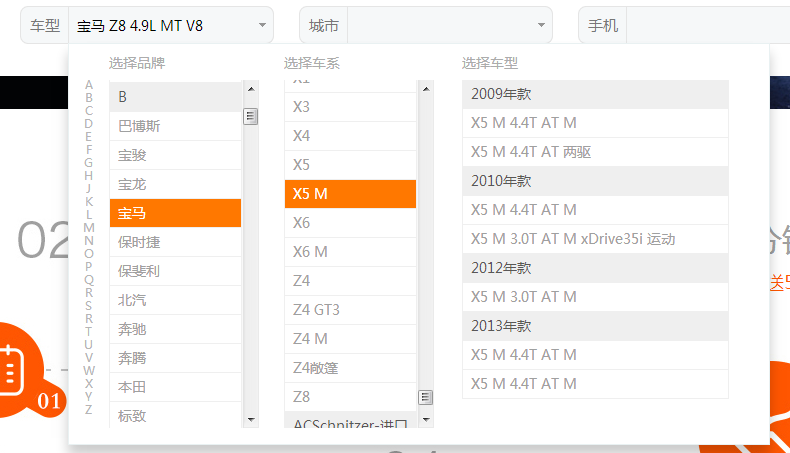 车型 宝马 Z8 4.9L MT V8 城市 手机
选择品牌 选择车系 选择车型
A
B
C
D
E
F
G
H
J
K
L
M
N
O
P
Q
R
S
R
T
U
V
W
X
Y
Z
B
巴博斯
宝骏
宝龙
宝马
保时捷
保斐利
北汽
奔驰
奔腾
本田
标致
X1
X3
X4
X5
X5 M
X6
X6 M
Z4
Z4 GT3
Z4 M
Z4敞篷
Z8
ACSchnitzer-进口
2009年款
X5 M 4.4T AT M
X5 M 4.4T AT 两驱
2010年款
X5 M 4.4T AT M
X5 M 3.0T AT M xDrive35i 运动
2012年款
X5 M 3.0T AT M
2013年款
X5 M 4.4T AT M
X5 M 4.4T AT M
02
送5
01